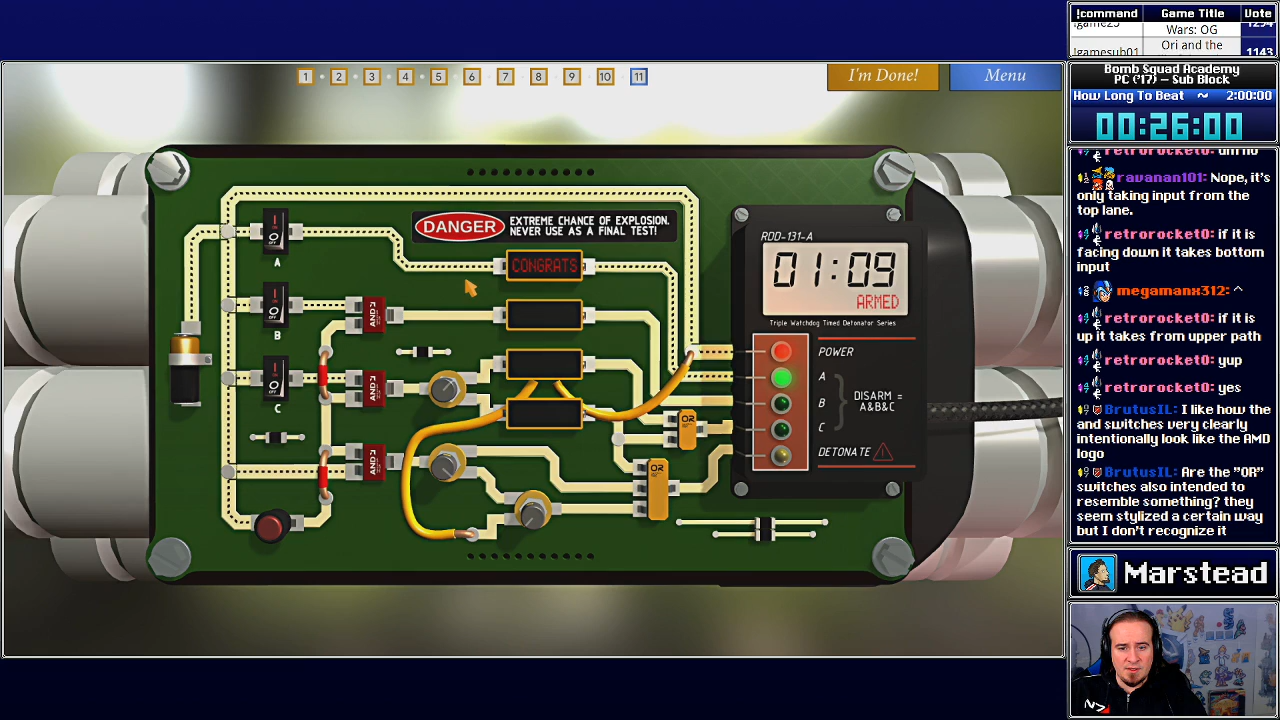 !command Game Title Vote
Wars: OG
Ori and the
!gamesub01 1143
1 2 3 4 5 6 7 8 9 10 11
I'm Done! Menu
Bomb Squad Academy
PC ('17) — Sub Block
How Long To Beat ~ 2:00:00
00:26:00
ravanan101: Nope, it's
only taking input from the
top lane.
retrorocket0: if it is
facing down it takes bottom
input
megamanx312: ^
retrorocket0: if it is
up it takes from upper path
retrorocket0: yup
retrorocket0: yes
BrutusIL: I like how the
and switches very clearly
intentionally look like the AMD
logo
BrutusIL: Are the "OR"
switches also intended to
resemble something? they
seem stylized a certain way
but I don't recognize it
Marstead
DANGER
EXTREME CHANCE OF EXPLOSION.
NEVER USE AS A FINAL TEST!
CONGRATS
A
OFF
B
OFF
C
OFF
AND
AND
AND
OR
OR
RDD-131-A
01:09
ARMED
Triple Watchdog Timed Detonator Series
POWER
A
B
C
DISARM =
A&B&C
DETONATE